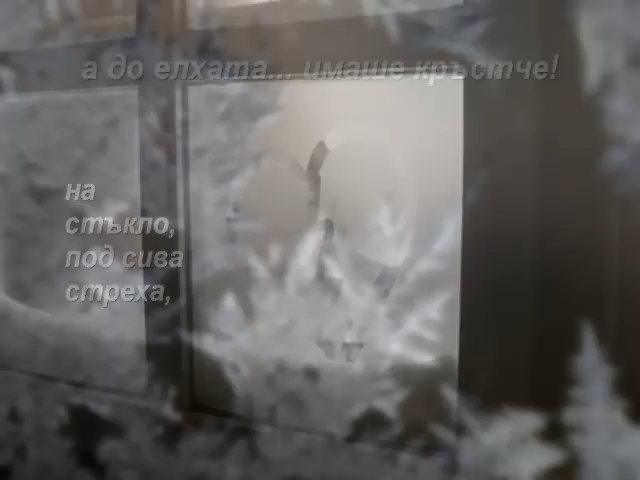 а до елхата... имаше кръстче!
на
стъкло,
под сива
стреха,